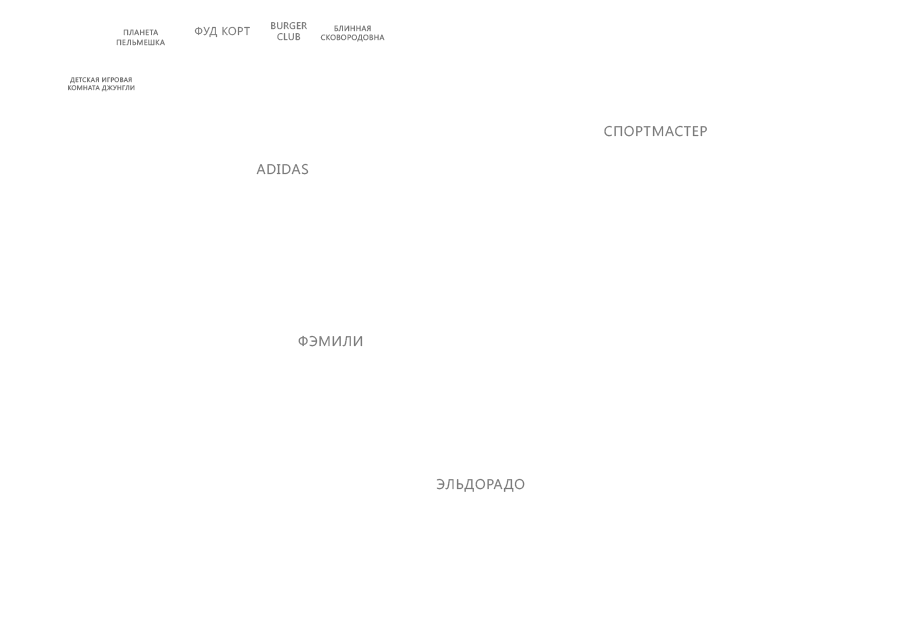 ПЛАНЕТА
ПЕЛЬМЕШКА
ФУД КОРТ
BURGER
CLUB
БЛИННАЯ
СКОВОРОДОВНА
ДЕТСКАЯ ИГРОВАЯ
КОМНАТА ДЖУНГЛИ
СПОРТМАСТЕР
ADIDAS
ФЭМИЛИ
ЭЛЬДОРАДО